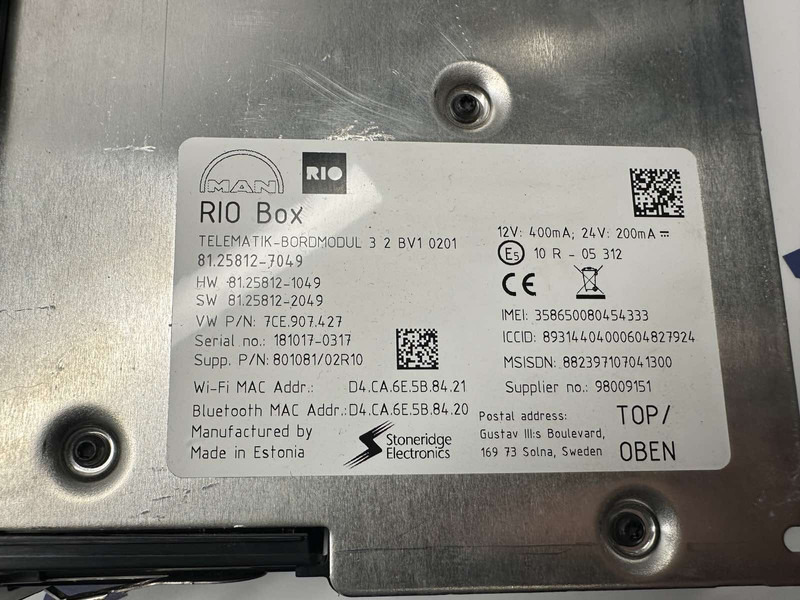 MAN RIO
RIO Box
TELEMATIK-BORDMODUL 3 2 BV1 0201
81.25812-7049
HW 81.25812-1049
SW 81.25812-2049
VW P/N: 7CE.907.427
Serial no.: 181017-0317
Supp. P/N: 801081/02R10
Wi-Fi MAC Addr.: D4.CA.6E.5B.84.21
Bluetooth MAC Addr.: D4.CA.6E.5B.84.20
Manufactured by
Made in Estonia
Stoneridge
Electronics
12V: 400mA; 24V: 200mA ⎓
E5 10 R - 05 312
CE
IMEI: 358650080454333
ICCID: 89314404000604827924
MSISDN: 882397107041300
Supplier no.: 98009151
Postal address:
Gustav III:s Boulevard,
169 73 Solna, Sweden
TOP/
OBEN